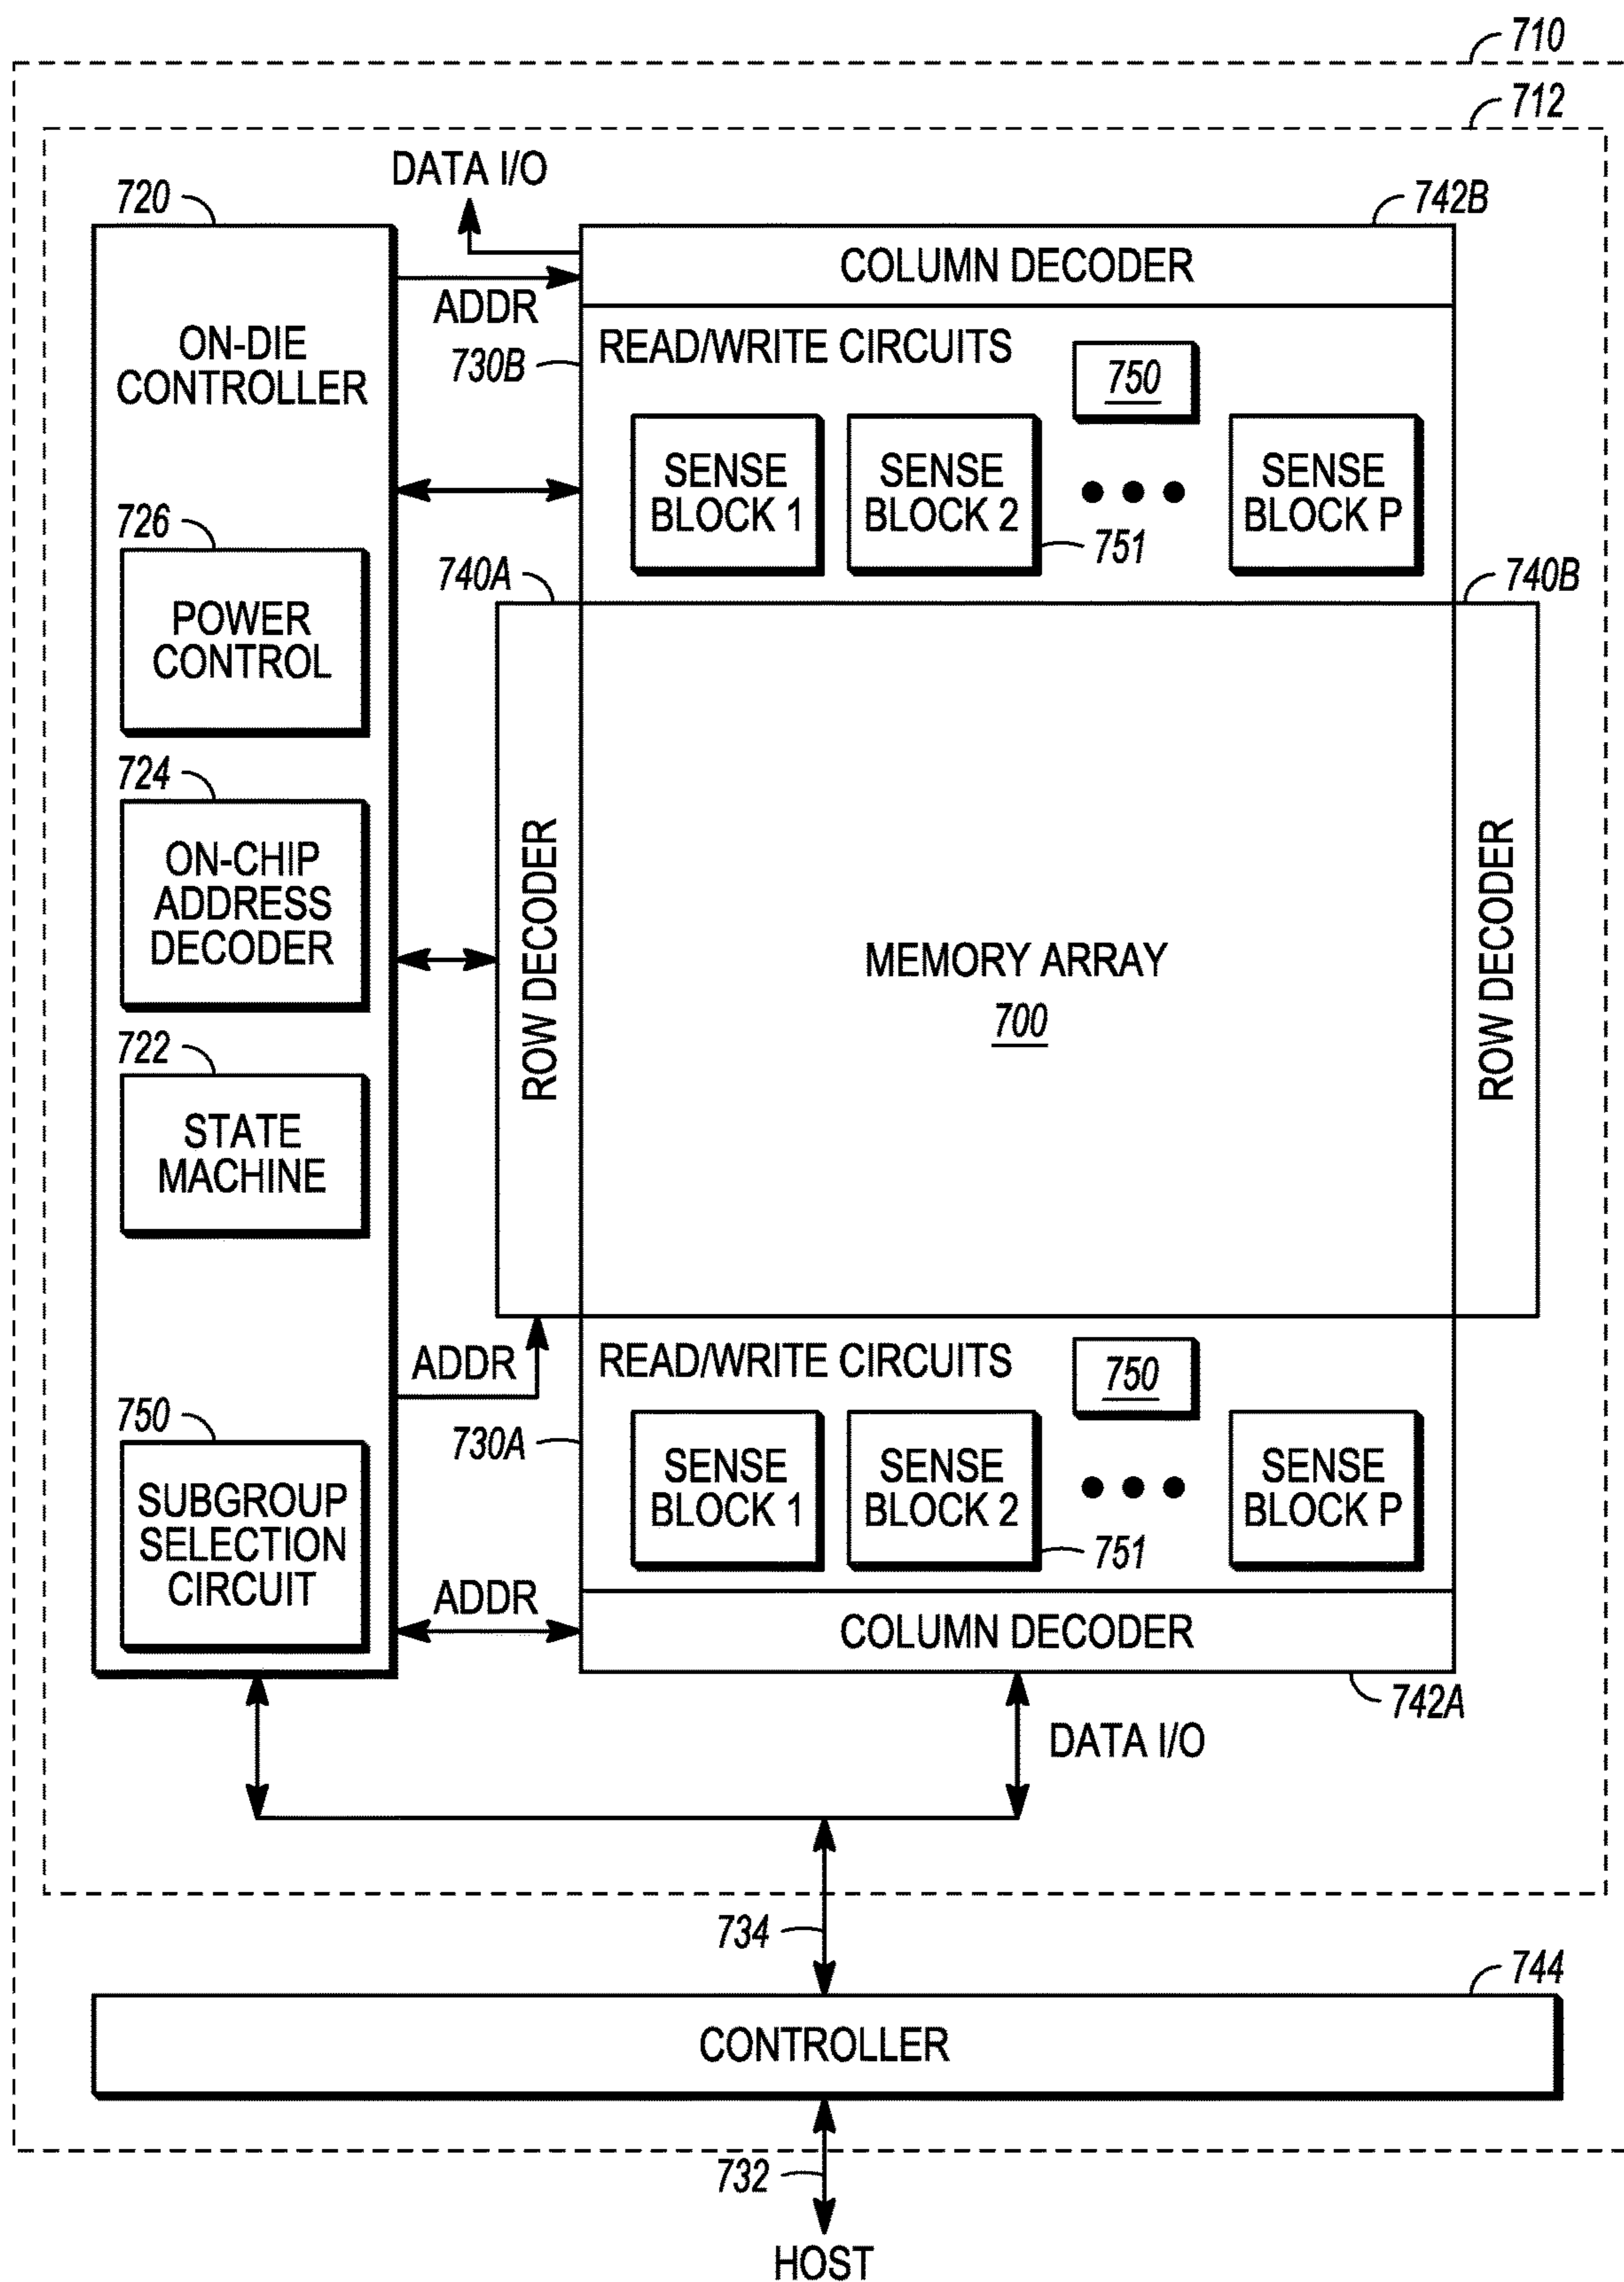 710
712
DATA I/O
720
742B
COLUMN DECODER
ADDR
ON-DIE
CONTROLLER
READ/WRITE CIRCUITS
730B
750
SENSE
BLOCK 1
SENSE
BLOCK 2
SENSE
BLOCK P
751
726
POWER
CONTROL
740A
740B
724
ON-CHIP
ADDRESS
DECODER
ROW DECODER
MEMORY ARRAY
700
ROW DECODER
722
STATE
MACHINE
ADDR
READ/WRITE CIRCUITS
750
730A
SENSE
BLOCK 1
SENSE
BLOCK 2
SENSE
BLOCK P
751
750
SUBGROUP
SELECTION
CIRCUIT
ADDR
COLUMN DECODER
742A
DATA I/O
734
744
CONTROLLER
732
HOST